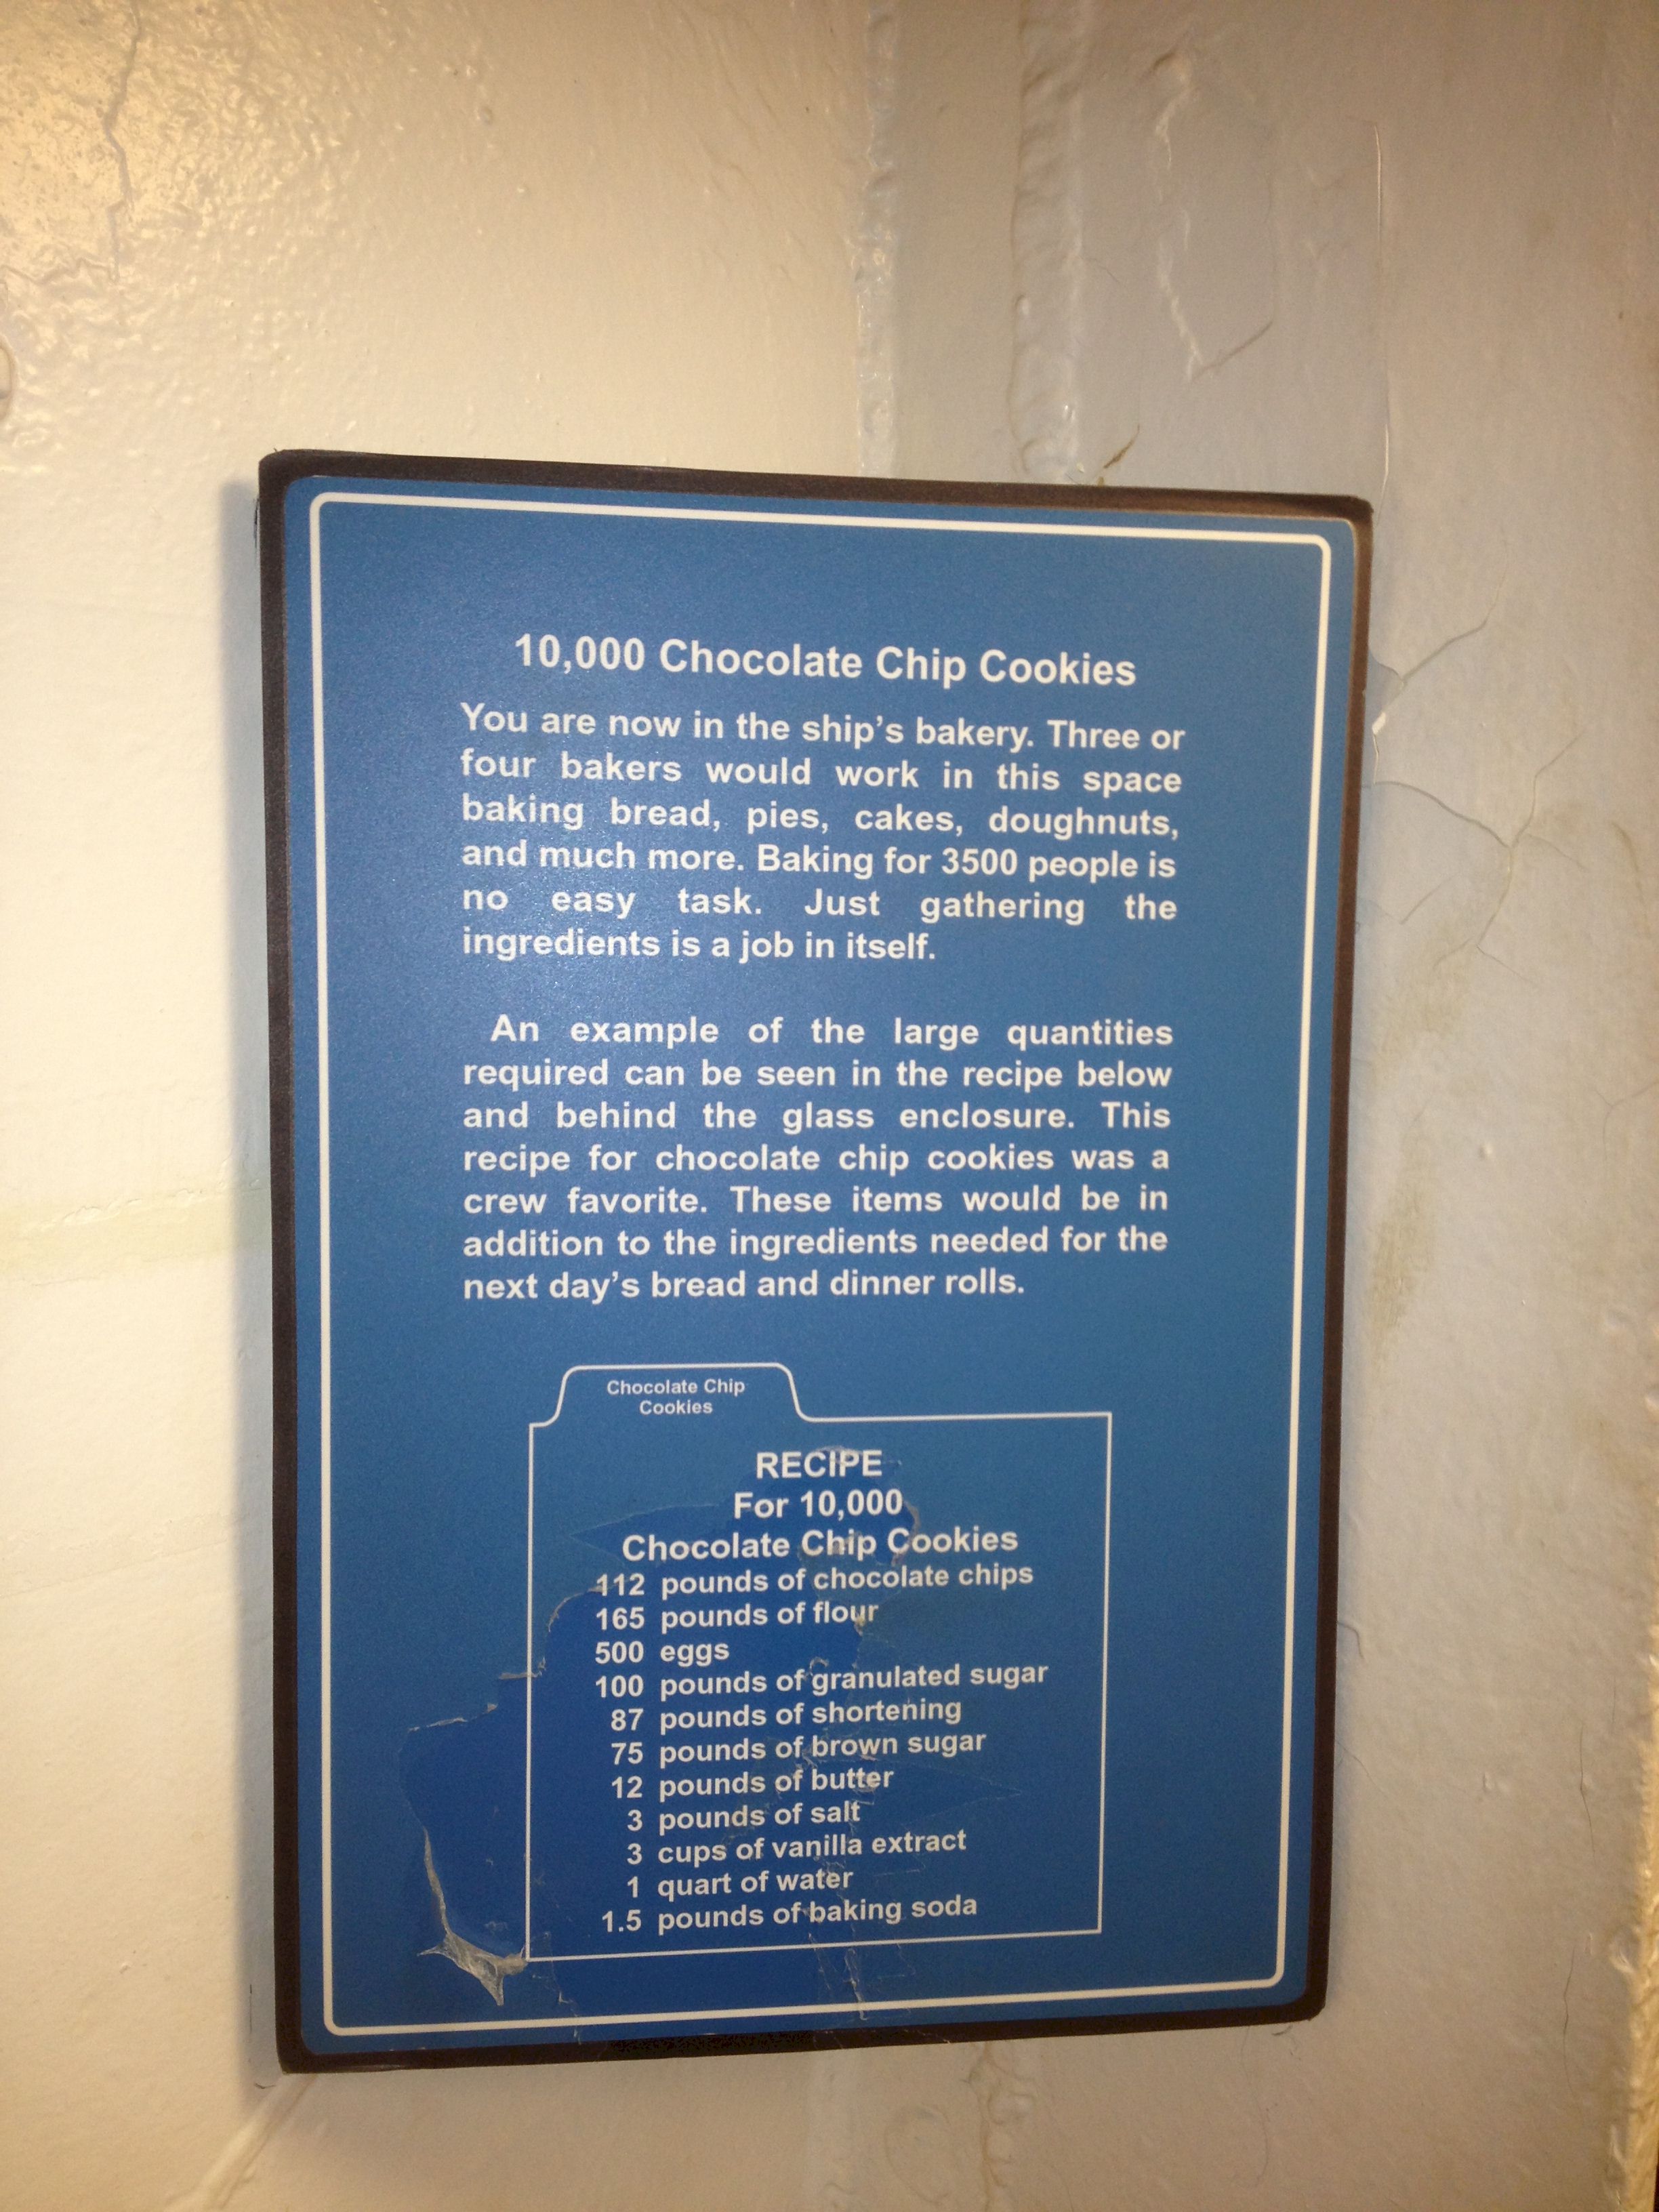 10,000 Chocolate Chip Cookies
You are now in the ship's bakery. Three or
four bakers would work in this space
baking bread, pies, cakes, doughnuts,
and much more. Baking for 3500 people is
no easy task. Just gathering the
ingredients is a job in itself.
An example of the large quantities
required can be seen in the recipe below
and behind the glass enclosure. This
recipe for chocolate chip cookies was a
crew favorite. These items would be in
addition to the ingredients needed for the
next day's bread and dinner rolls.
Chocolate Chip
Cookies
RECIPE
For 10,000
Chocolate Chip Cookies
112 pounds of chocolate chips
165 pounds of flour
500 eggs
100 pounds of granulated sugar
87 pounds of shortening
75 pounds of brown sugar
12 pounds of butter
3 pounds of salt
3 cups of vanilla extract
1 quart of water
1.5 pounds of baking soda